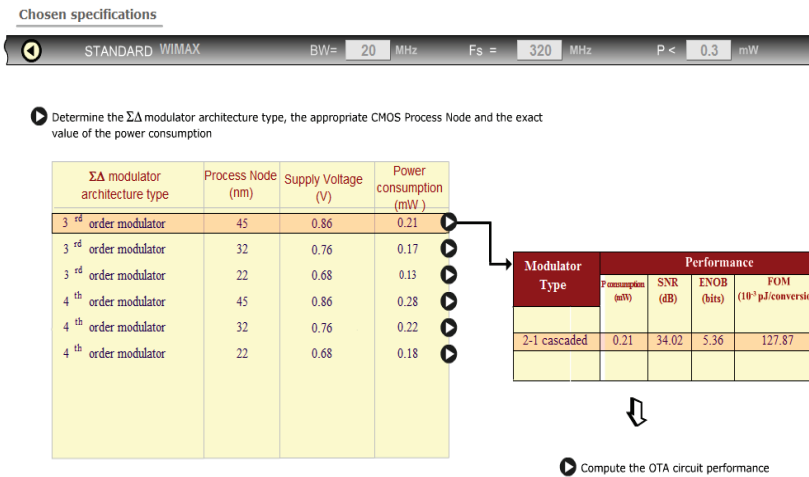 Chosen specifications
STANDARD WIMAX BW= 20 MHz Fs = 320 MHz P < 0.3 mW
Determine the ΣΔ modulator architecture type, the appropriate CMOS Process Node and the exact
value of the power consumption
ΣΔ modulator architecture type Process Node (nm) Supply Voltage (V) Power consumption (mW )
3 rd order modulator 45 0.86 0.21
3 rd order modulator 32 0.76 0.17
3 rd order modulator 22 0.68 0.13
4 th order modulator 45 0.86 0.28
4 th order modulator 32 0.76 0.22
4 th order modulator 22 0.68 0.18
Modulator Type Performance
P consumption (mW) SNR (dB) ENOB (bits) FOM (10-3 pJ/conversio
2-1 cascaded 0.21 34.02 5.36 127.87
Compute the OTA circuit performance